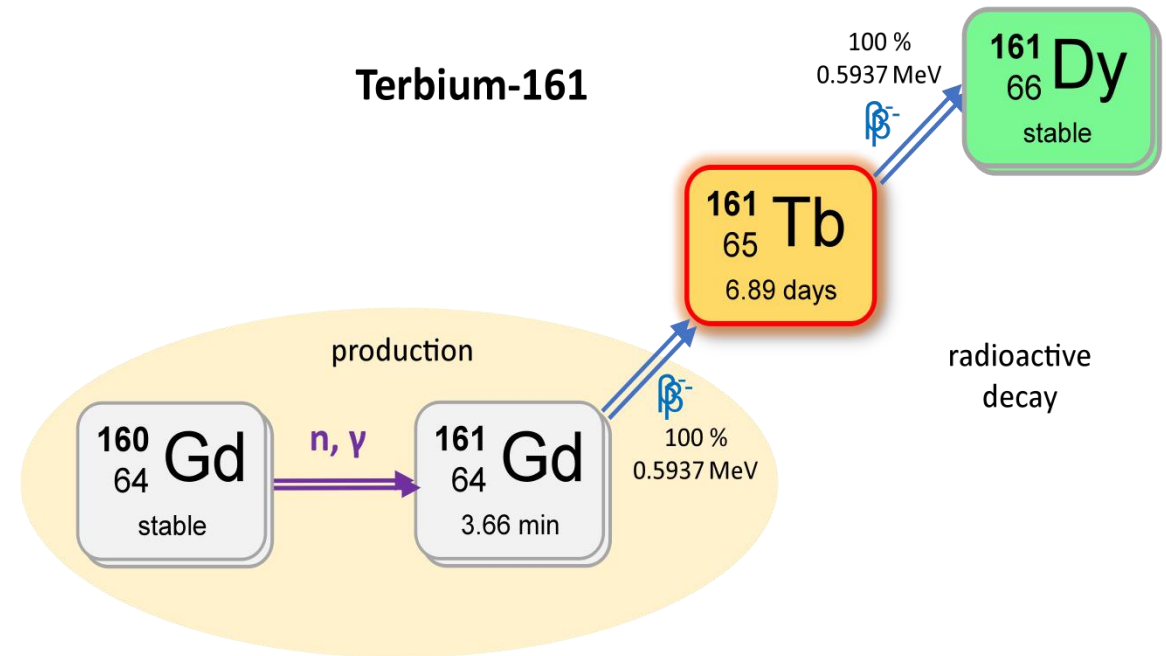 Terbium-161
100 %
0.5937 MeV
β-
161
66 Dy
stable
161
65 Tb
6.89 days
production
radioactive
decay
160
64 Gd
stable
n, γ
161
64 Gd
3.66 min
β-
100 %
0.5937 MeV